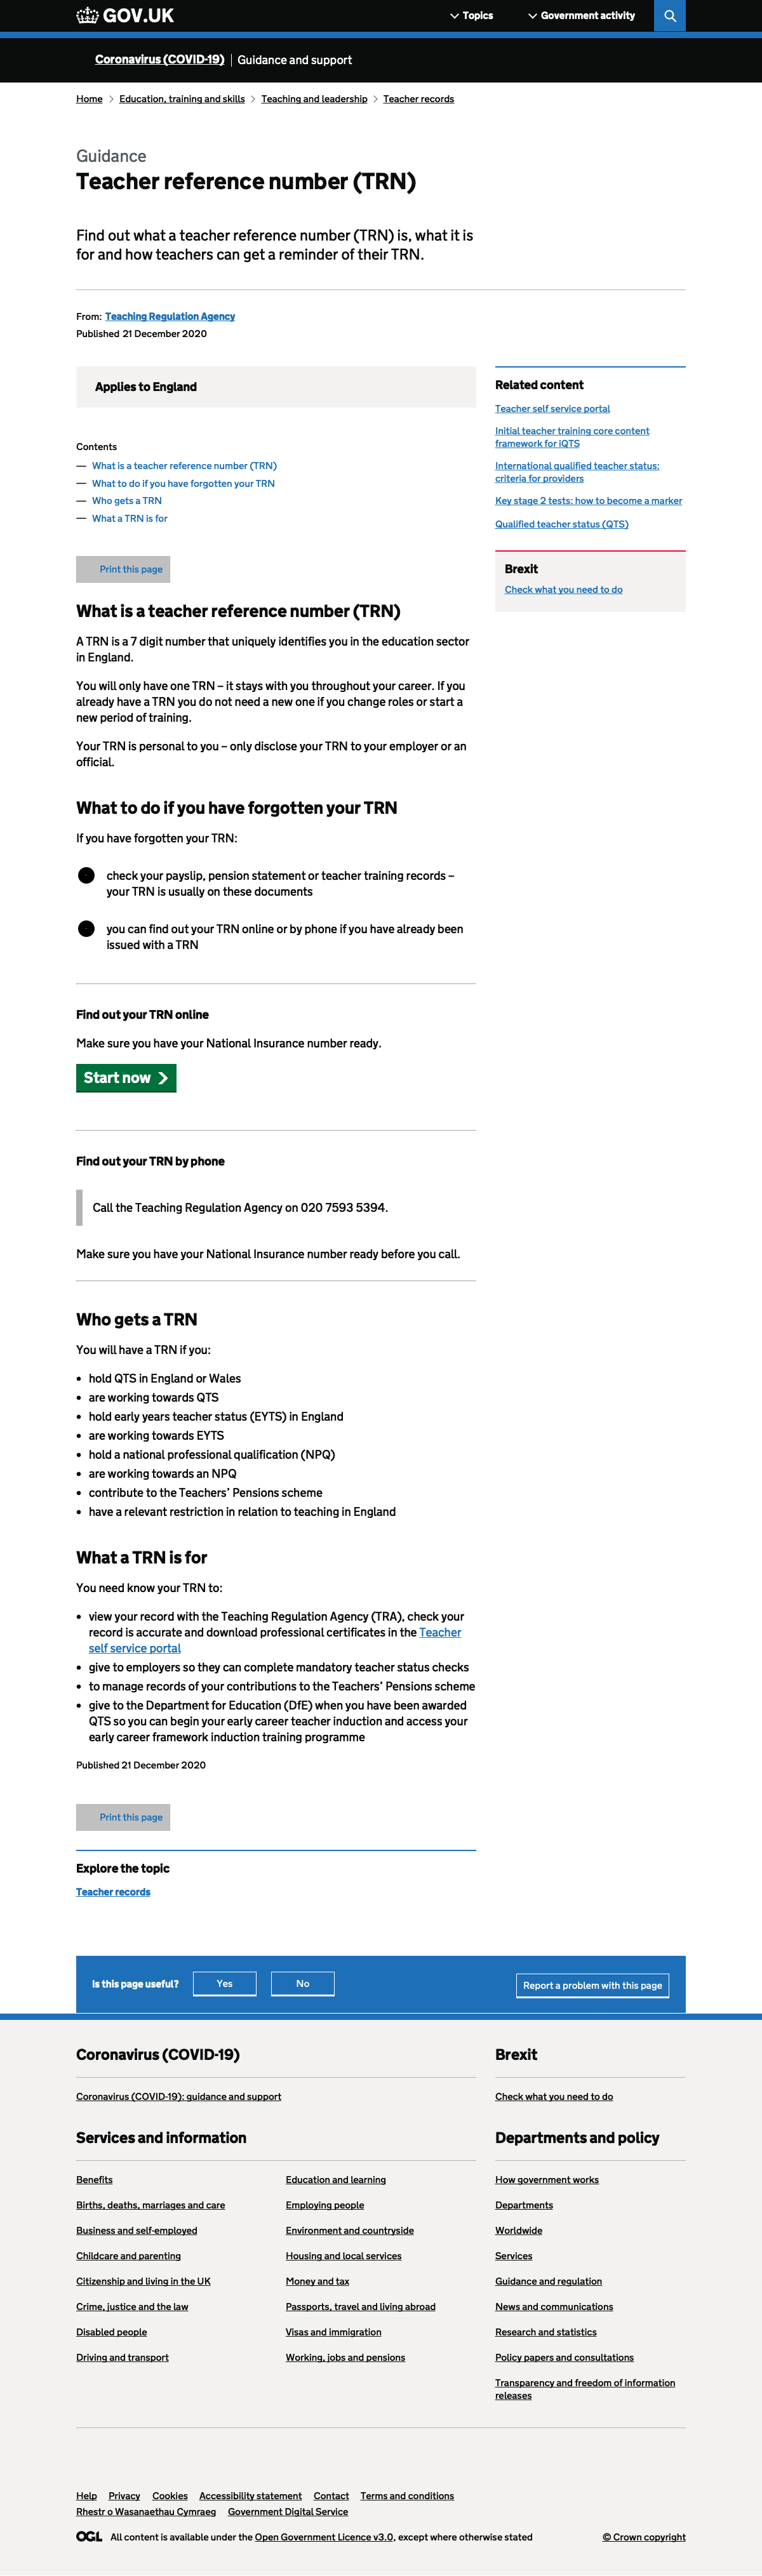 GOV.UK
Topics
Government activity
Coronavirus (COVID-19)
Guidance and support
Home
Education, training and skills
Teaching and leadership
Teacher records
Guidance
Teacher reference number (TRN)
Find out what a teacher reference number (TRN) is, what it is
for and how teachers can get a reminder of their TRN.
From: Teaching Regulation Agency
Published 21 December 2020
Applies to England
Contents
— What is a teacher reference number (TRN)
— What to do if you have forgotten your TRN
— Who gets a TRN
— What a TRN is for
Print this page
What is a teacher reference number (TRN)
A TRN is a 7 digit number that uniquely identifies you in the education sector
in England.
You will only have one TRN – it stays with you throughout your career. If you
already have a TRN you do not need a new one if you change roles or start a
new period of training.
Your TRN is personal to you – only disclose your TRN to your employer or an
official.
What to do if you have forgotten your TRN
If you have forgotten your TRN:
check your payslip, pension statement or teacher training records –
your TRN is usually on these documents
you can find out your TRN online or by phone if you have already been
issued with a TRN
Find out your TRN online
Make sure you have your National Insurance number ready.
Start now
Find out your TRN by phone
Call the Teaching Regulation Agency on 020 7593 5394.
Make sure you have your National Insurance number ready before you call.
Who gets a TRN
You will have a TRN if you:
• hold QTS in England or Wales
• are working towards QTS
• hold early years teacher status (EYTS) in England
• are working towards EYTS
• hold a national professional qualification (NPQ)
• are working towards an NPQ
• contribute to the Teachers’ Pensions scheme
• have a relevant restriction in relation to teaching in England
What a TRN is for
You need know your TRN to:
• view your record with the Teaching Regulation Agency (TRA), check your
record is accurate and download professional certificates in the Teacher
self service portal
• give to employers so they can complete mandatory teacher status checks
• to manage records of your contributions to the Teachers’ Pensions scheme
• give to the Department for Education (DfE) when you have been awarded
QTS so you can begin your early career teacher induction and access your
early career framework induction training programme
Published 21 December 2020
Print this page
Explore the topic
Teacher records
Related content
Teacher self service portal
Initial teacher training core content
framework for iQTS
International qualified teacher status:
criteria for providers
Key stage 2 tests: how to become a marker
Qualified teacher status (QTS)
Brexit
Check what you need to do
Is this page useful?
Yes
No
Report a problem with this page
Coronavirus (COVID-19)
Coronavirus (COVID-19): guidance and support
Brexit
Check what you need to do
Services and information
Benefits
Births, deaths, marriages and care
Business and self-employed
Childcare and parenting
Citizenship and living in the UK
Crime, justice and the law
Disabled people
Driving and transport
Education and learning
Employing people
Environment and countryside
Housing and local services
Money and tax
Passports, travel and living abroad
Visas and immigration
Working, jobs and pensions
Departments and policy
How government works
Departments
Worldwide
Services
Guidance and regulation
News and communications
Research and statistics
Policy papers and consultations
Transparency and freedom of information
releases
Help
Privacy
Cookies
Accessibility statement
Contact
Terms and conditions
Rhestr o Wasanaethau Cymraeg
Government Digital Service
OGL
All content is available under the Open Government Licence v3.0, except where otherwise stated
© Crown copyright